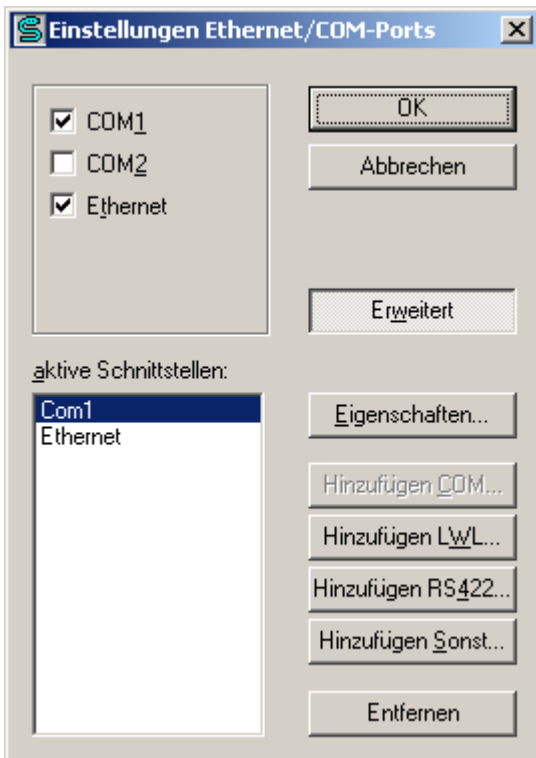 Einstellungen Ethernet/COM-Ports
COM1
COM2
Ethernet
OK
Abbrechen
Erweitert
aktive Schnittstellen:
Com1
Ethernet
Eigenschaften...
Hinzufügen COM...
Hinzufügen LWL...
Hinzufügen RS422...
Hinzufügen Sonst...
Entfernen